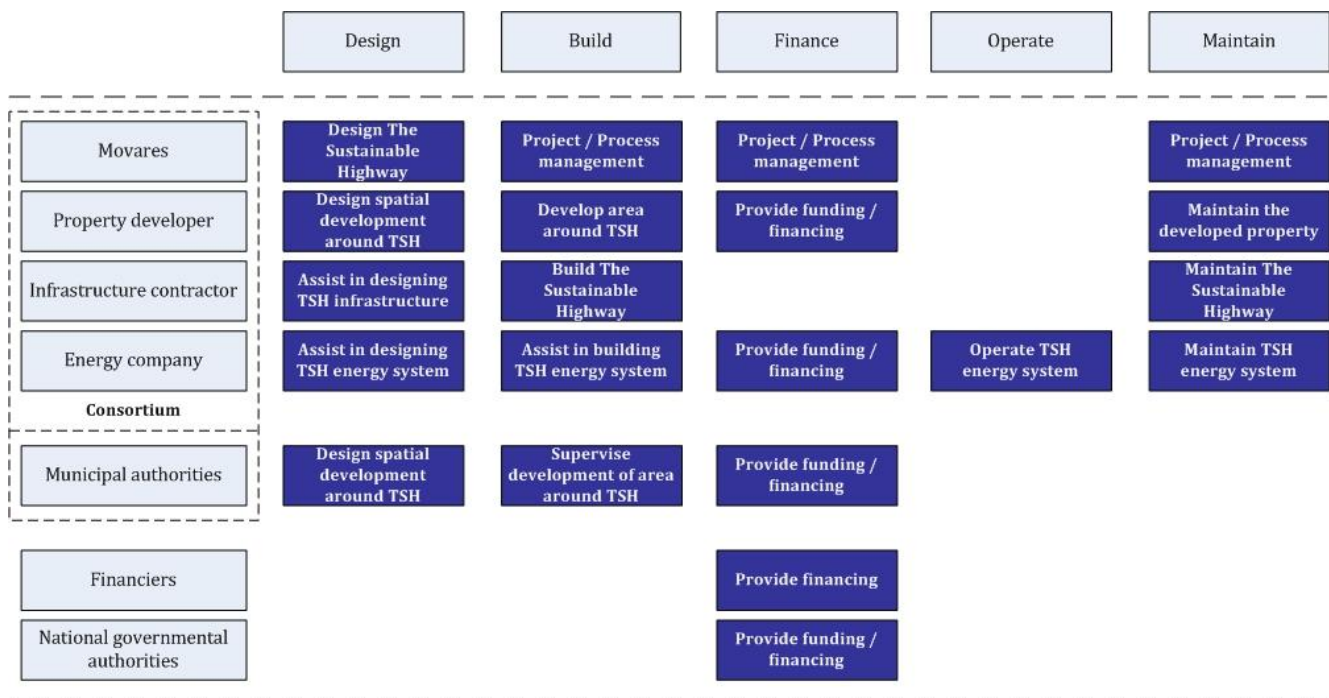 Design
Build
Finance
Operate
Maintain
Movares
Design The
Sustainable
Highway
Project / Process
management
Project / Process
management
Project / Process
management
Property developer
Design spatial
development
around TSH
Develop area
around TSH
Provide funding /
financing
Maintain the
developed property
Infrastructure contractor
Assist in designing
TSH infrastructure
Build The
Sustainable
Highway
Maintain The
Sustainable
Highway
Energy company
Assist in designing
TSH energy system
Assist in building
TSH energy system
Provide funding /
financing
Operate TSH
energy system
Maintain TSH
energy system
Consortium
Municipal authorities
Design spatial
development
around TSH
Supervise
development of area
around TSH
Provide funding /
financing
Financiers
Provide financing
National governmental
authorities
Provide funding /
financing